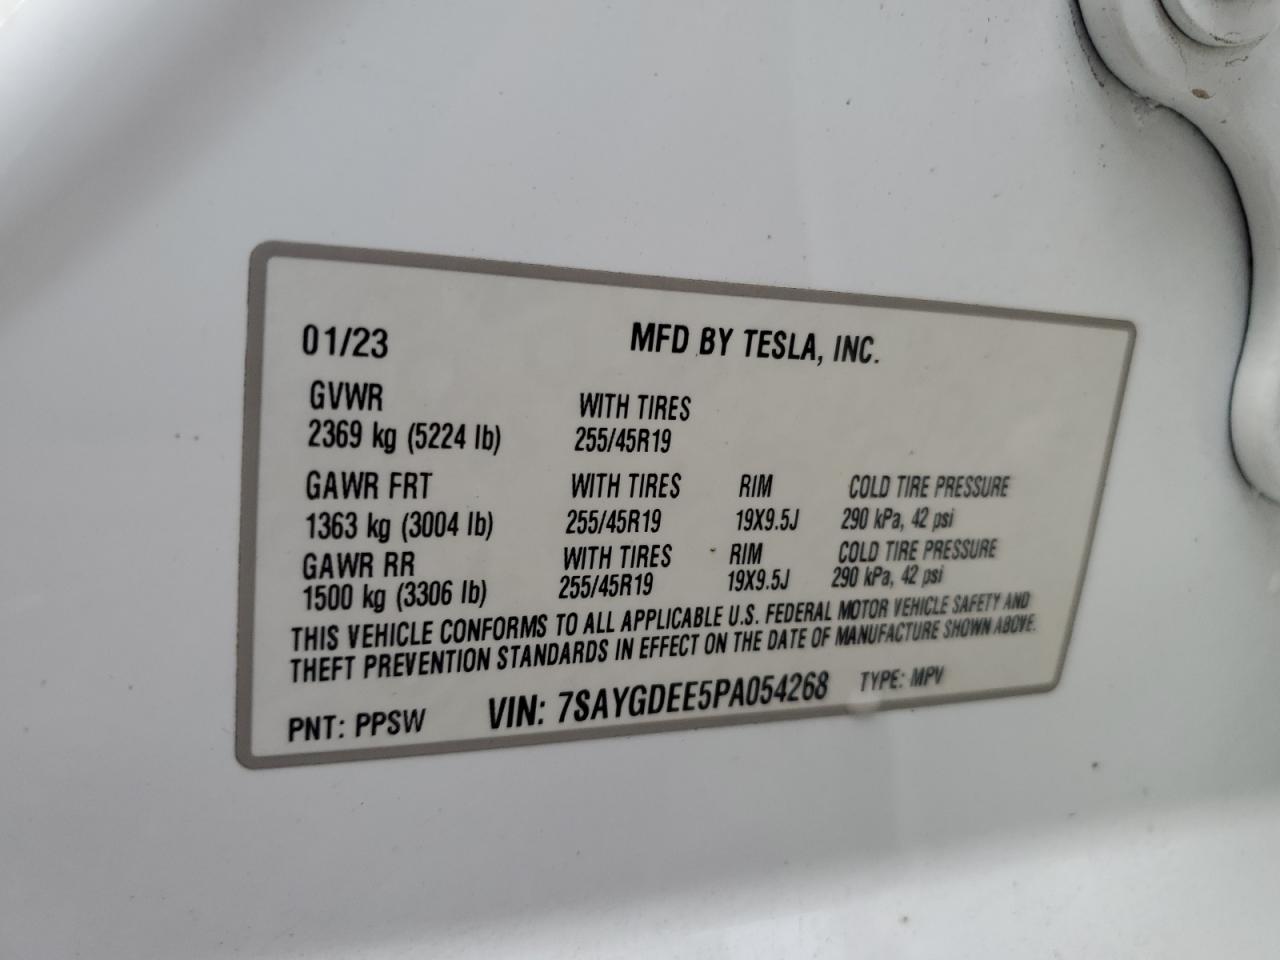 01/23 MFD BY TESLA, INC.
GVWR WITH TIRES
2369 kg (5224 lb) 255/45R19
GAWR FRT WITH TIRES RIM COLD TIRE PRESSURE
1363 kg (3004 lb) 255/45R19 19X9.5J 290 kPa, 42 psi
GAWR RR WITH TIRES RIM COLD TIRE PRESSURE
1500 kg (3306 lb) 255/45R19 19X9.5J 290 kPa, 42 psi
THIS VEHICLE CONFORMS TO ALL APPLICABLE U.S. FEDERAL MOTOR VEHICLE SAFETY AND
THEFT PREVENTION STANDARDS IN EFFECT ON THE DATE OF MANUFACTURE SHOWN ABOVE.
PNT: PPSW VIN: 7SAYGDEE5PA054268 TYPE: MPV